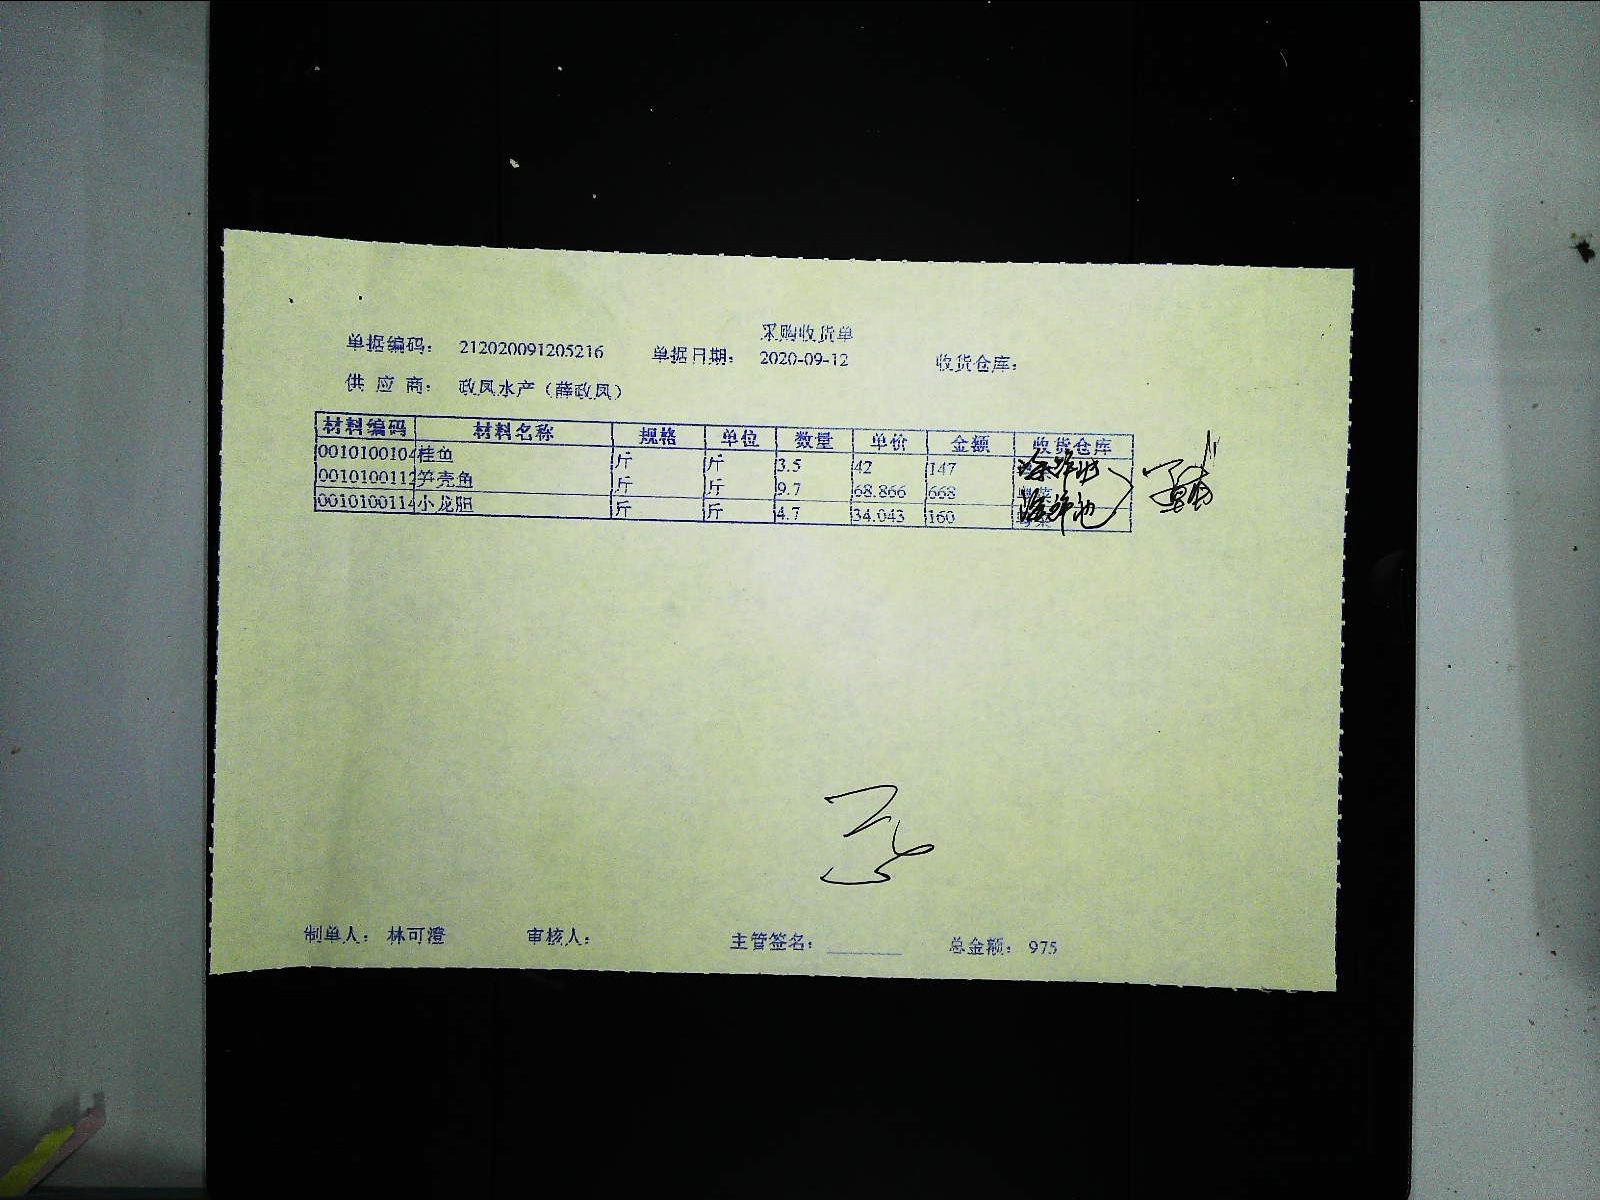 采购收货单
单据编码： 212020091205216 单据日期： 2020-09-12 收货仓库：
供 应 商： 政凤水产（薛政凤）
材料编码 材料名称 规格 单位 数量 单价 金额 收货仓库
0010100104 桂鱼 斤 斤 3.5 42 147
0010100112 笋壳鱼 斤 斤 9.7 68.866 668
0010100114 小龙胆 斤 斤 4.7 34.043 160
制单人： 林可澄 审核人： 主管签名： 总金额： 975